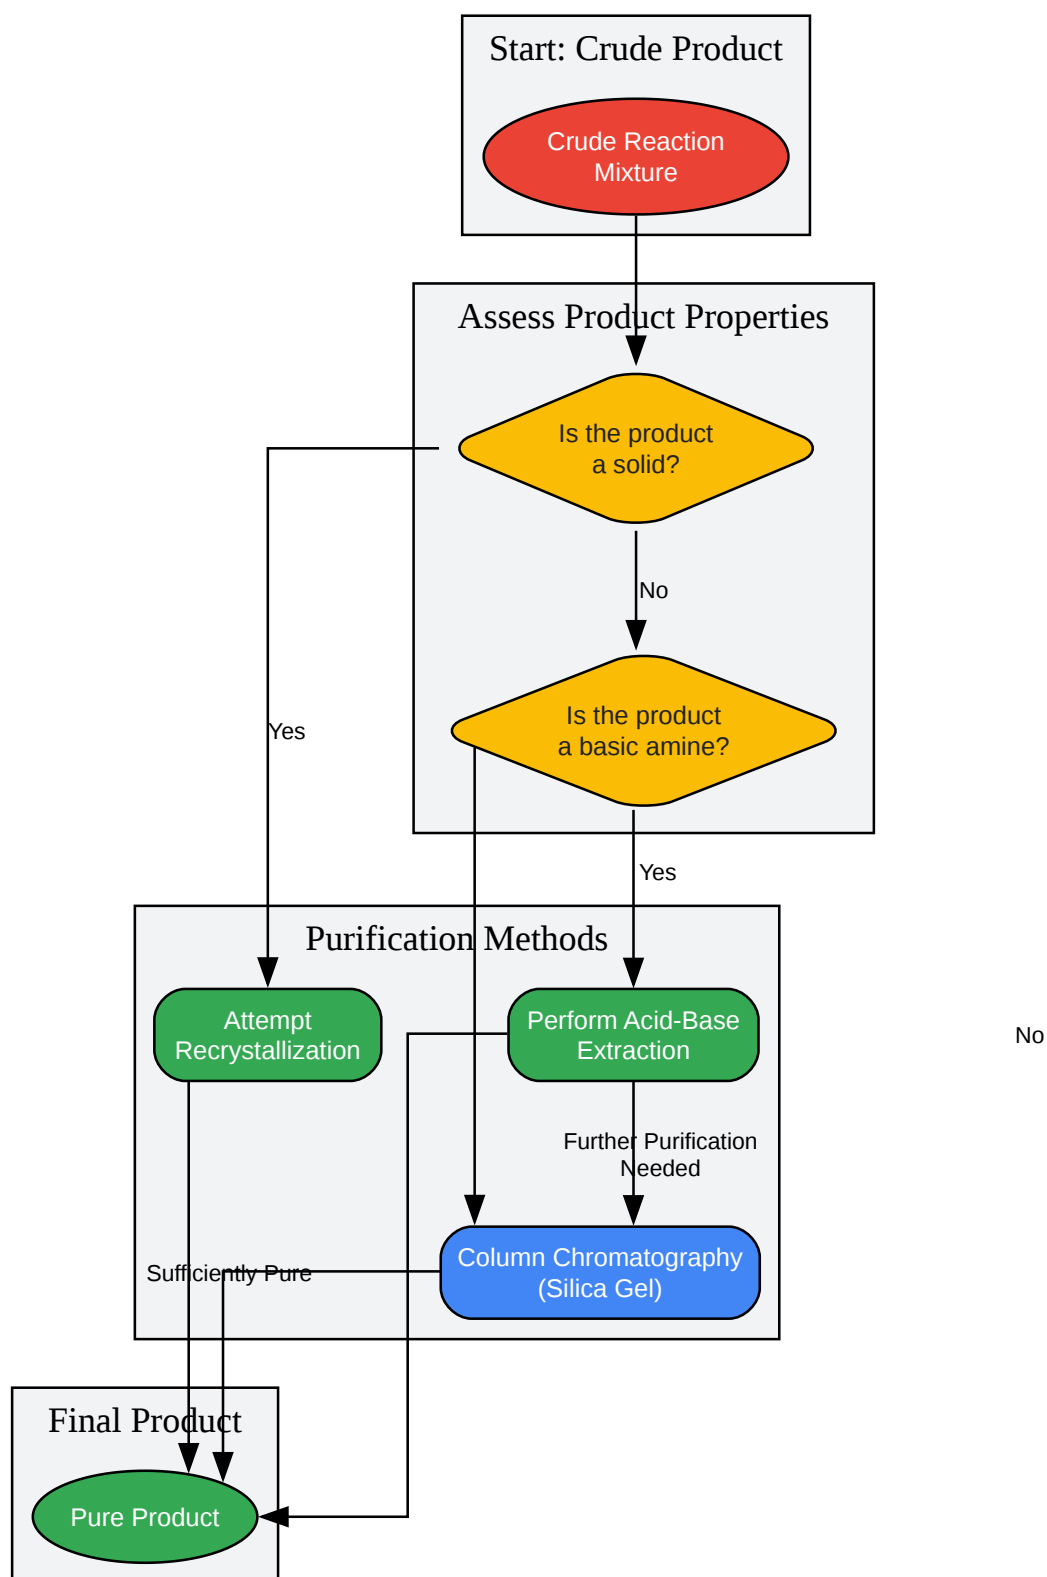 Start: Crude Product
Crude Reaction
Mixture
Assess Product Properties
Is the product
a solid?
No
Is the product
a basic amine?
Yes
Yes
Purification Methods
Attempt
Recrystallization
Perform Acid-Base
Extraction
No
Further Purification
Needed
Column Chromatography
(Silica Gel)
Sufficiently Pure
Final Product
Pure Product